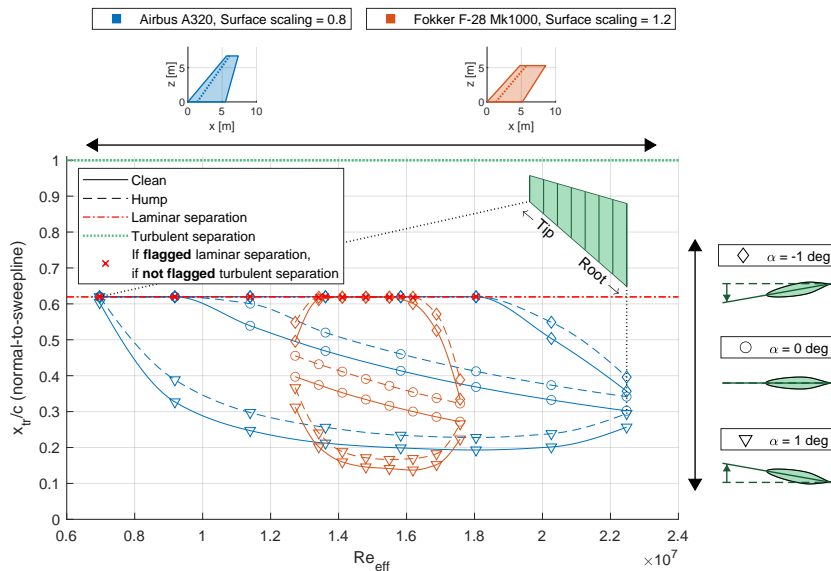 Airbus A320, Surface scaling = 0.8
Fokker F-28 Mk1000, Surface scaling = 1.2
z [m]
5
0
0 5 10
x [m]
z [m]
5
0
0 5 10
x [m]
Clean
Hump
Laminar separation
Turbulent separation
If flagged laminar separation,
if not flagged turbulent separation
Tip
Root
x_tr/c (normal-to-sweepline)
1
0.9
0.8
0.7
0.6
0.5
0.4
0.3
0.2
0.1
0
0.6 0.8 1 1.2 1.4 1.6 1.8 2 2.2 2.4
×10^7
Re_eff
α = -1 deg
α = 0 deg
α = 1 deg